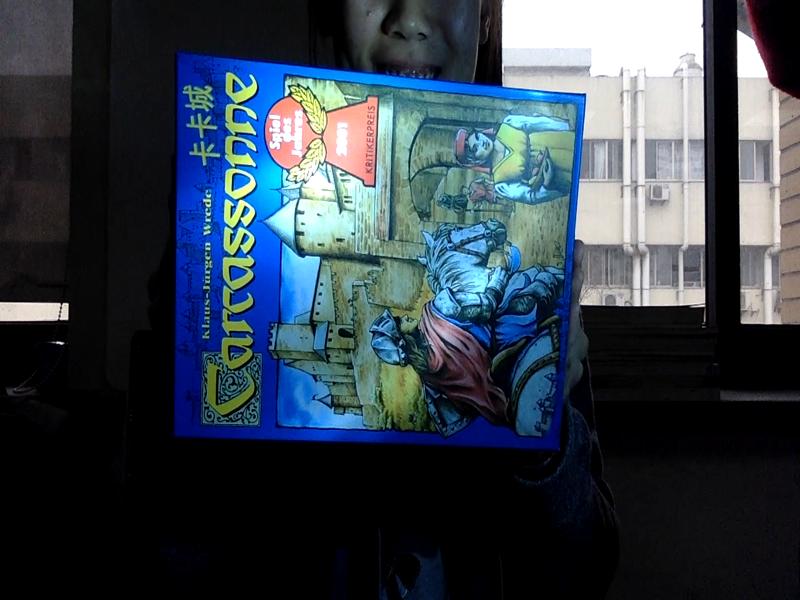 卡卡城
Klaus-Jürgen Wrede
Carcassonne
Spiel
des
Jahres
2001
KRITIKERPREIS